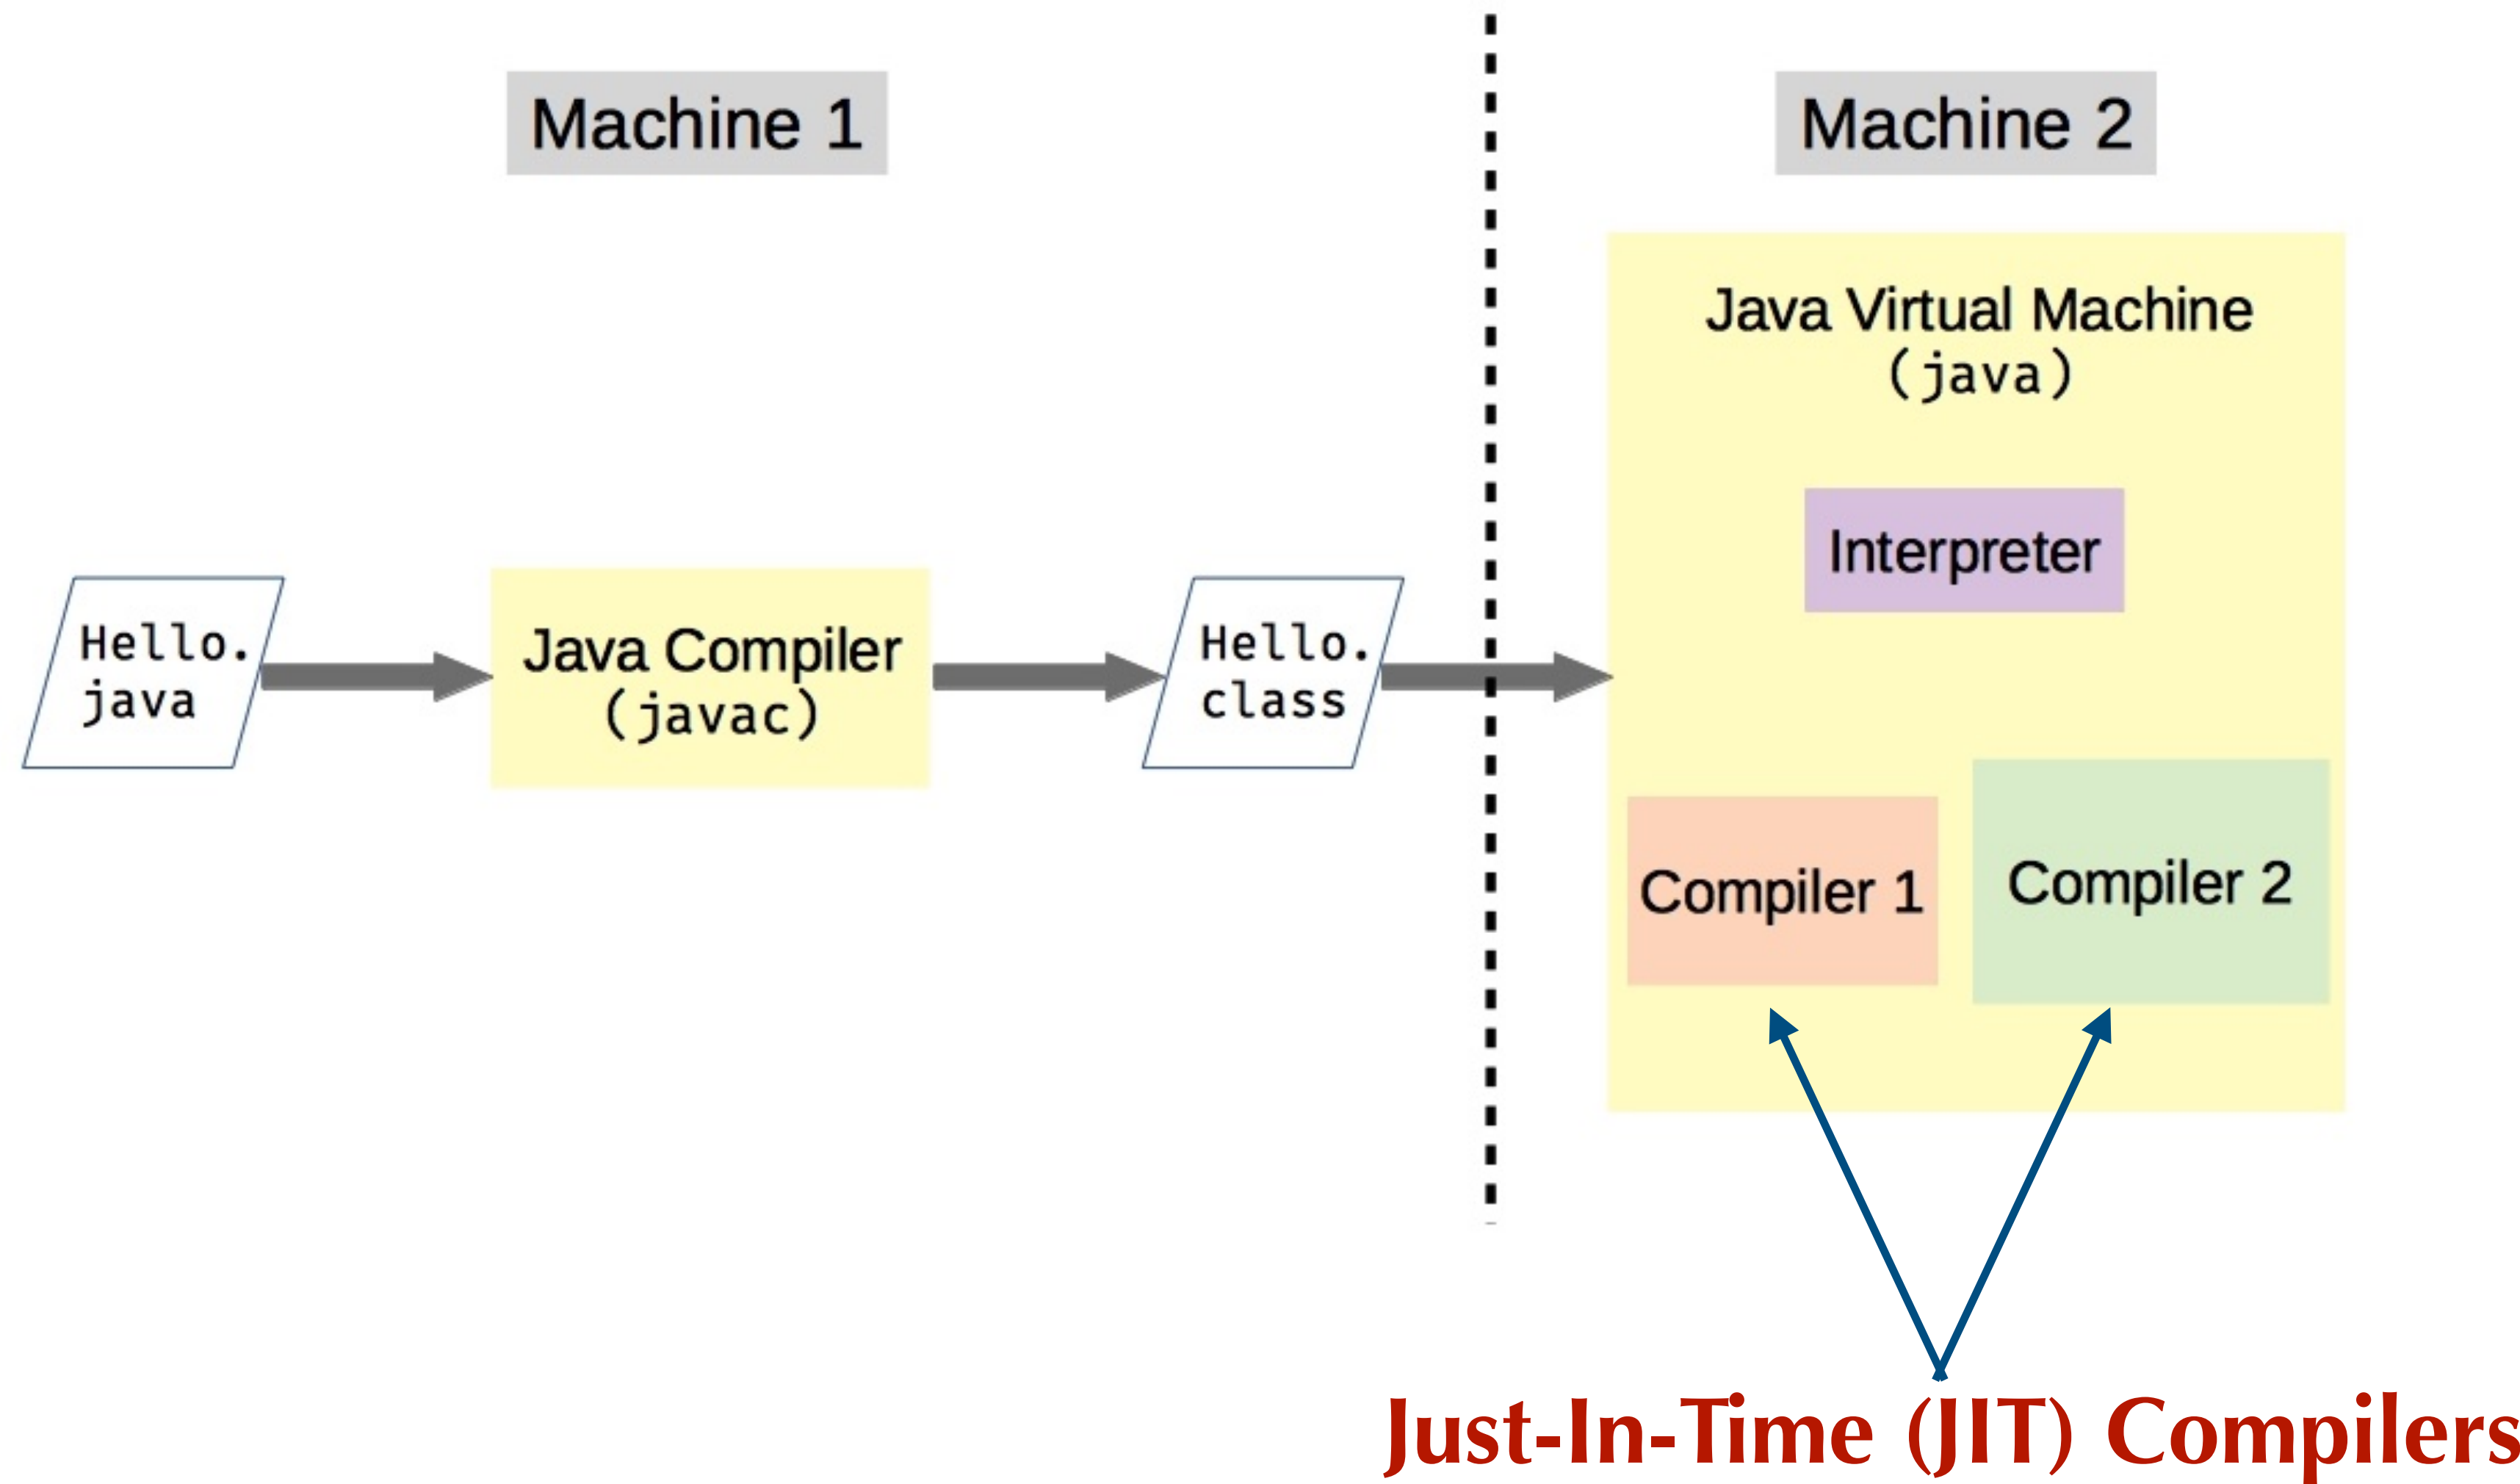 Machine 1
Machine 2
Java Virtual Machine
(java)
Interpreter
Hello.
java
Java Compiler
(javac)
Hello.
class
Compiler 1
Compiler 2
Just-In-Time (JIT) Compilers